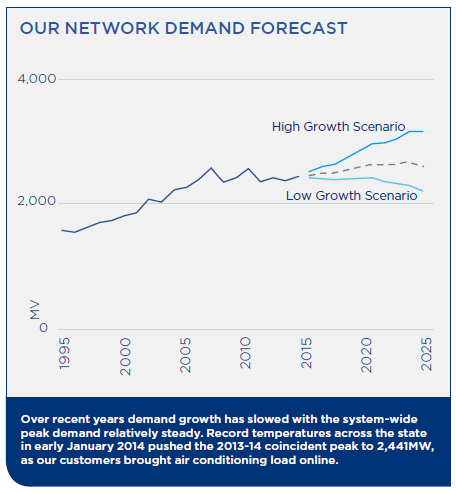 OUR NETWORK DEMAND FORECAST
4,000
High Growth Scenario
2,000
Low Growth Scenario
MV
0
1995
2000
2005
2010
2015
2020
2025
Over recent years demand growth has slowed with the system-wide
peak demand relatively steady. Record temperatures across the state
in early January 2014 pushed the 2013-14 coincident peak to 2,441MW,
as our customers brought air conditioning load online.